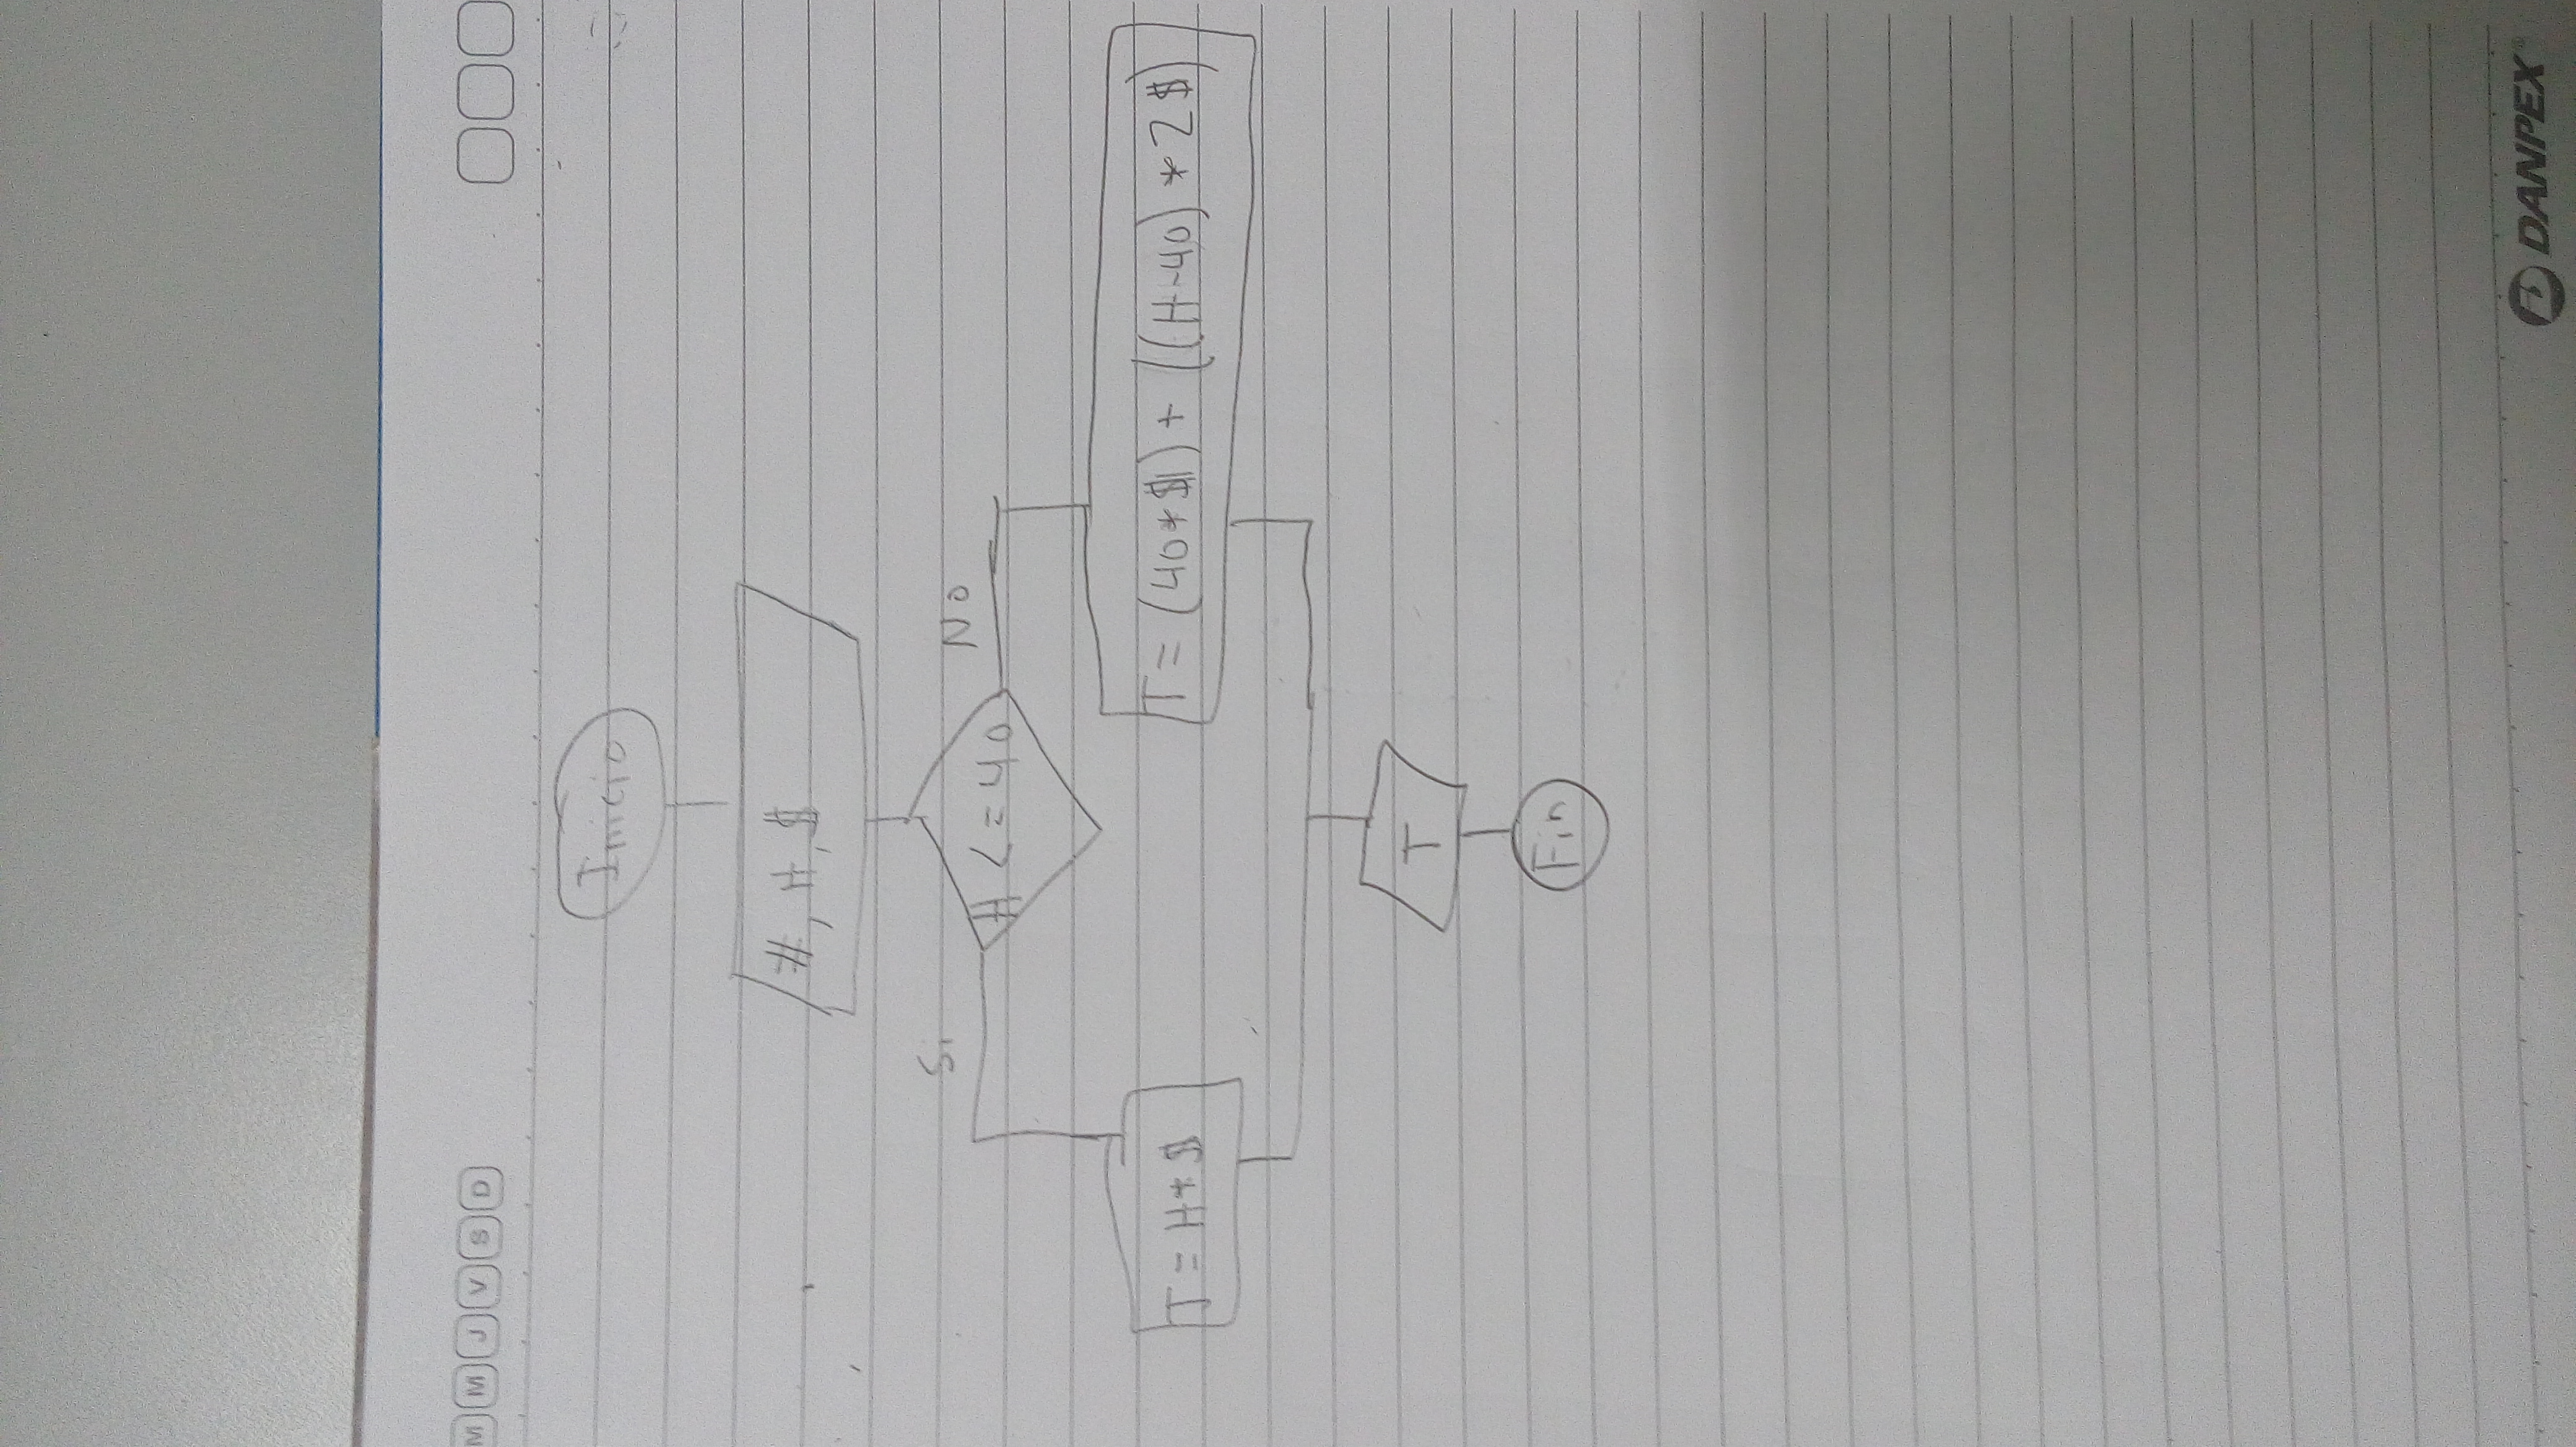 M M J V S D
Inicio
#, H, $
Si
No
H <= 40
T = H * $
T = (40*$) + ((H-40) * 2$)
T
Fin
DANPEX